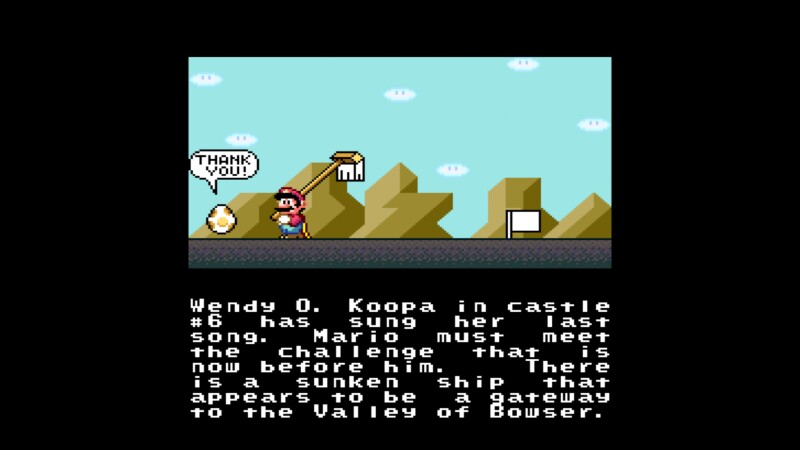 THANK
YOU!
Wendy O. Koopa in castle
#6 has sung her last
song. Mario must meet
the challenge that is
now before him. There
is a sunken ship that
appears to be a gateway
to the Valley of Bowser.